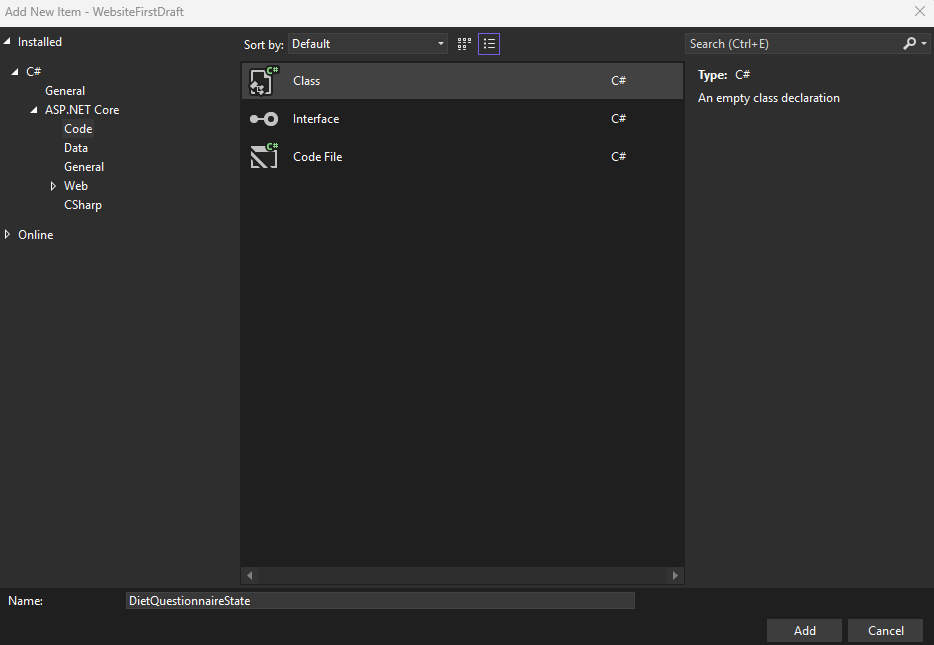 Add New Item - WebsiteFirstDraft
Installed
C#
General
ASP.NET Core
Code
Data
General
Web
CSharp
Online
Sort by: Default
Class C#
Interface C#
Code File C#
Search (Ctrl+E)
Type: C#
An empty class declaration
Name: DietQuestionnaireState
Add Cancel